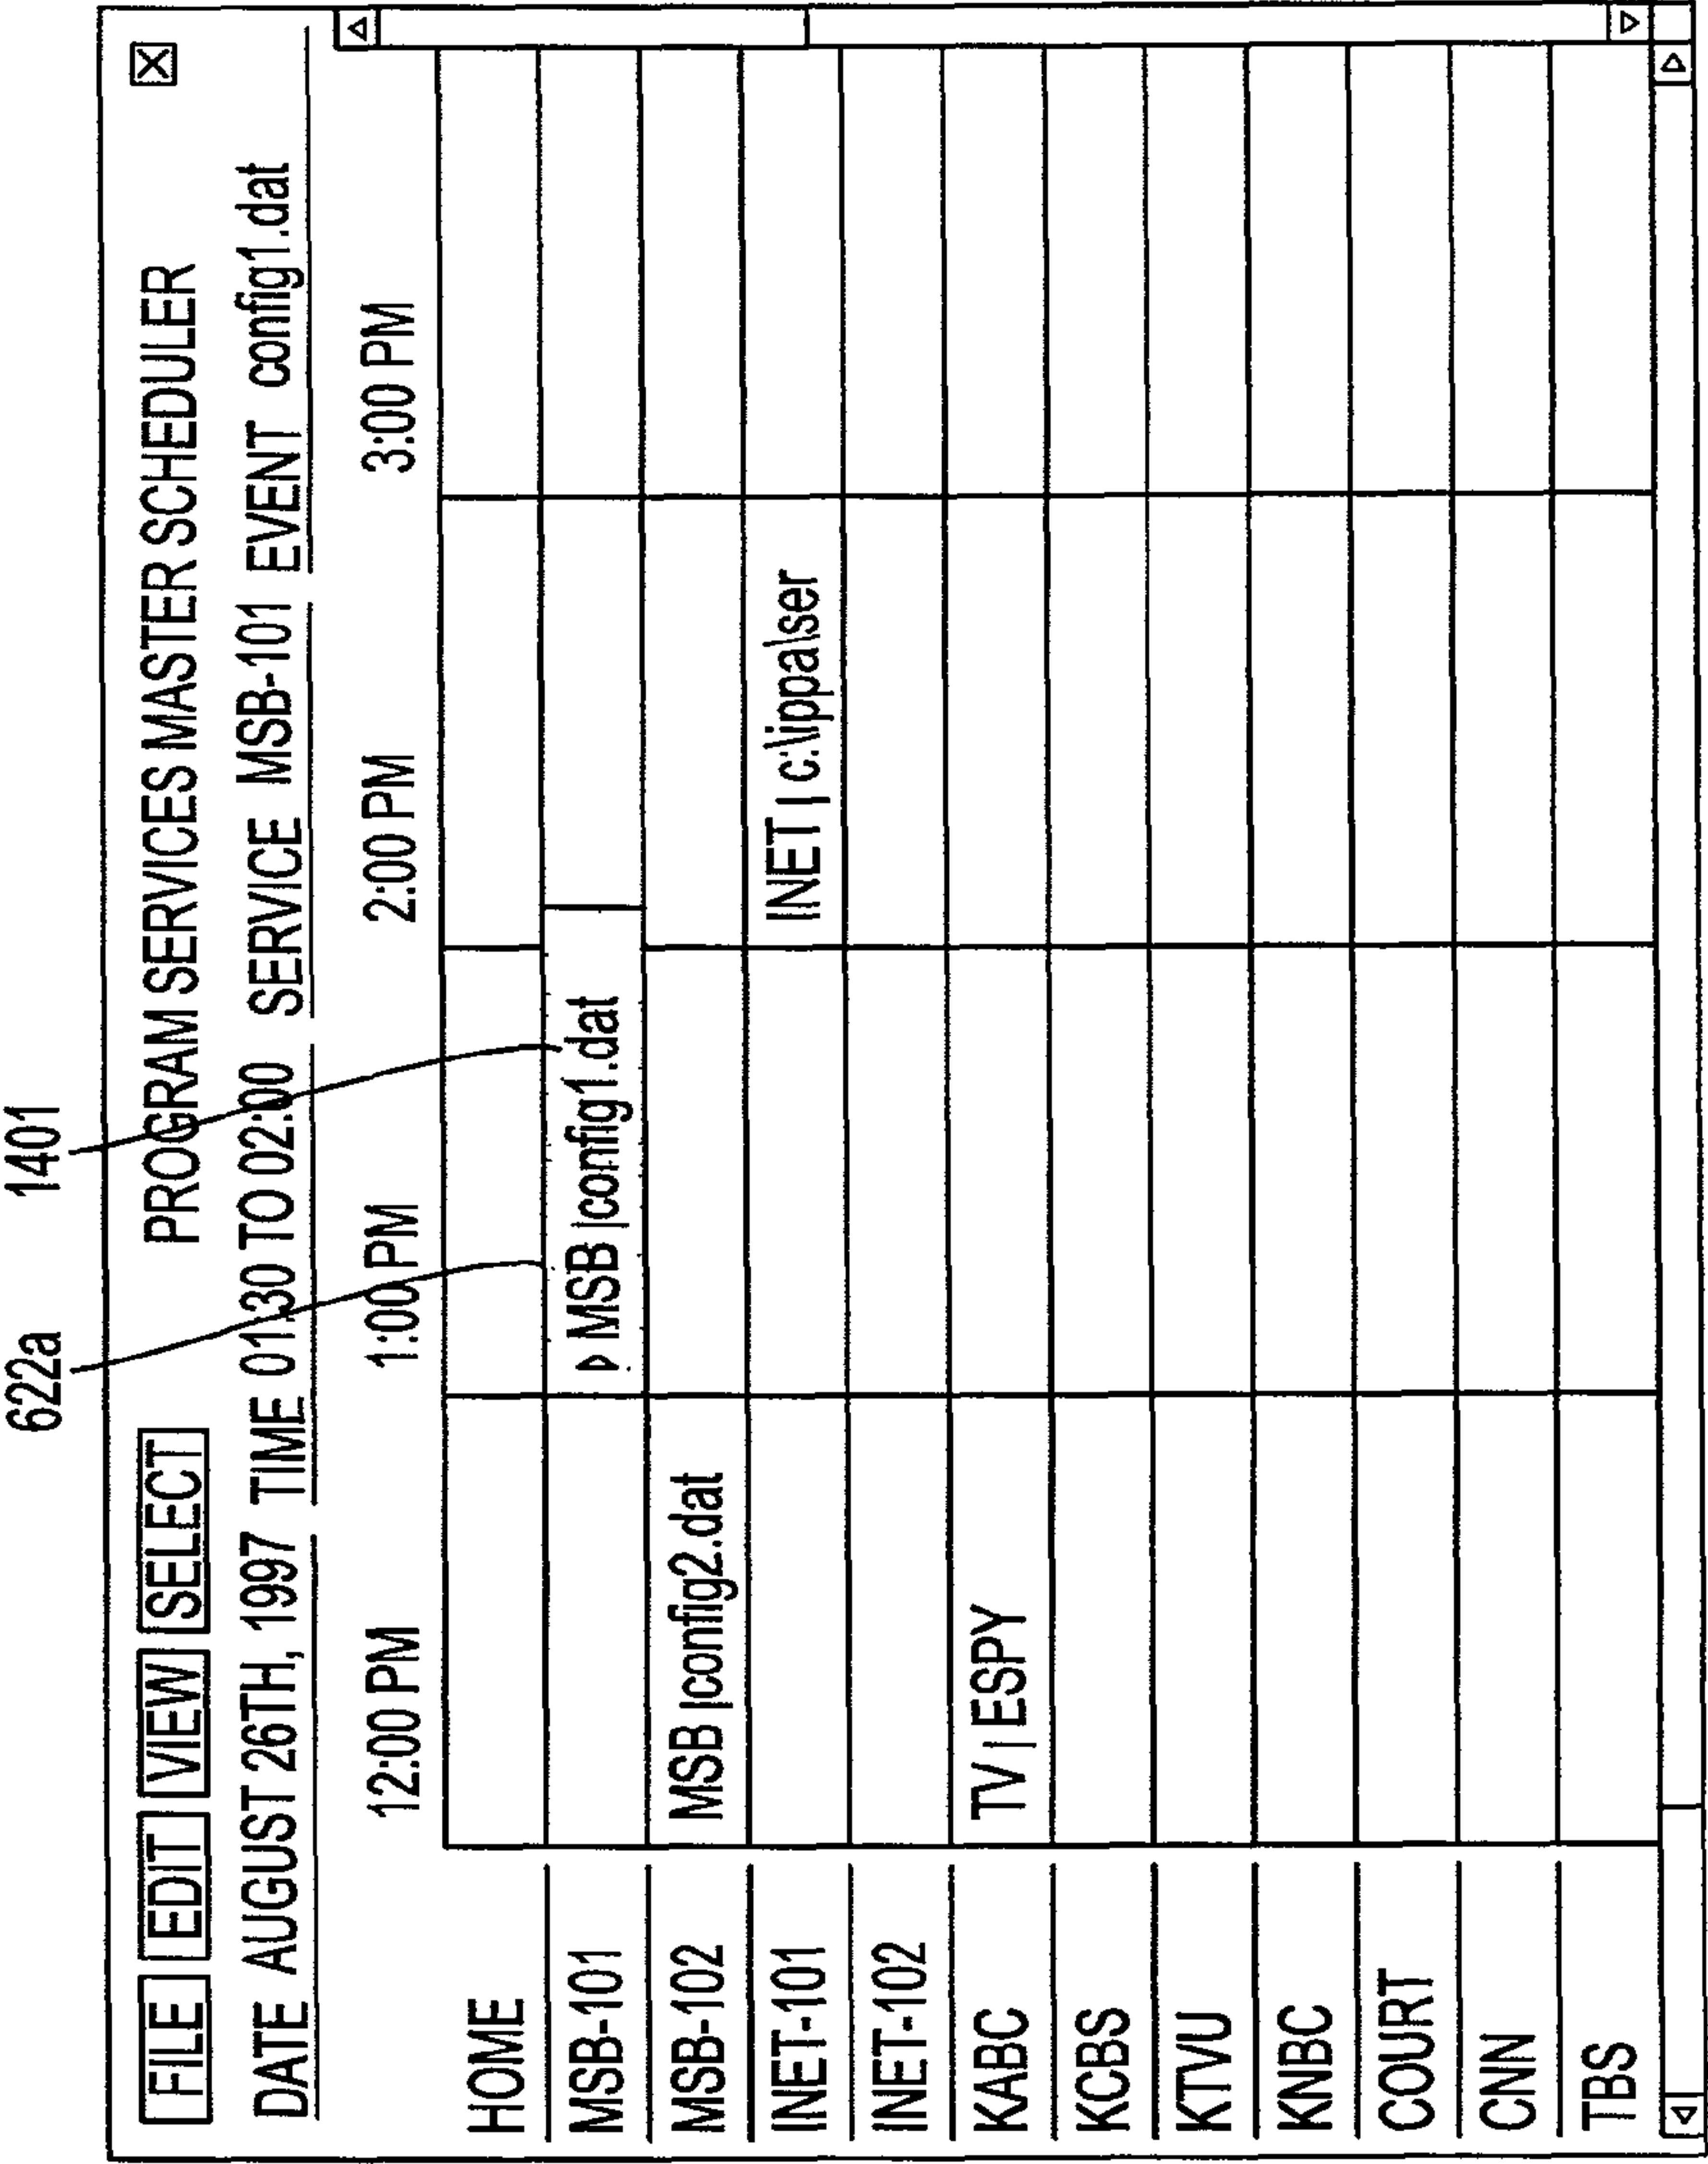 622a 1401
FILE EDIT VIEW SELECT PROGRAM SERVICES MASTER SCHEDULER
DATE AUGUST 26TH, 1997 TIME 01:30 TO 02:00 SERVICE MSB-101 EVENT config1.dat
12:00 PM 1:00 PM 2:00 PM 3:00 PM
HOME
MSB-101 MSB |config1.dat
MSB-102 MSB |config2.dat
INET-101 INET | c:\ippa\ser
INET-102
KABC TV | ESPY
KCBS
KTVU
KNBC
COURT
CNN
TBS